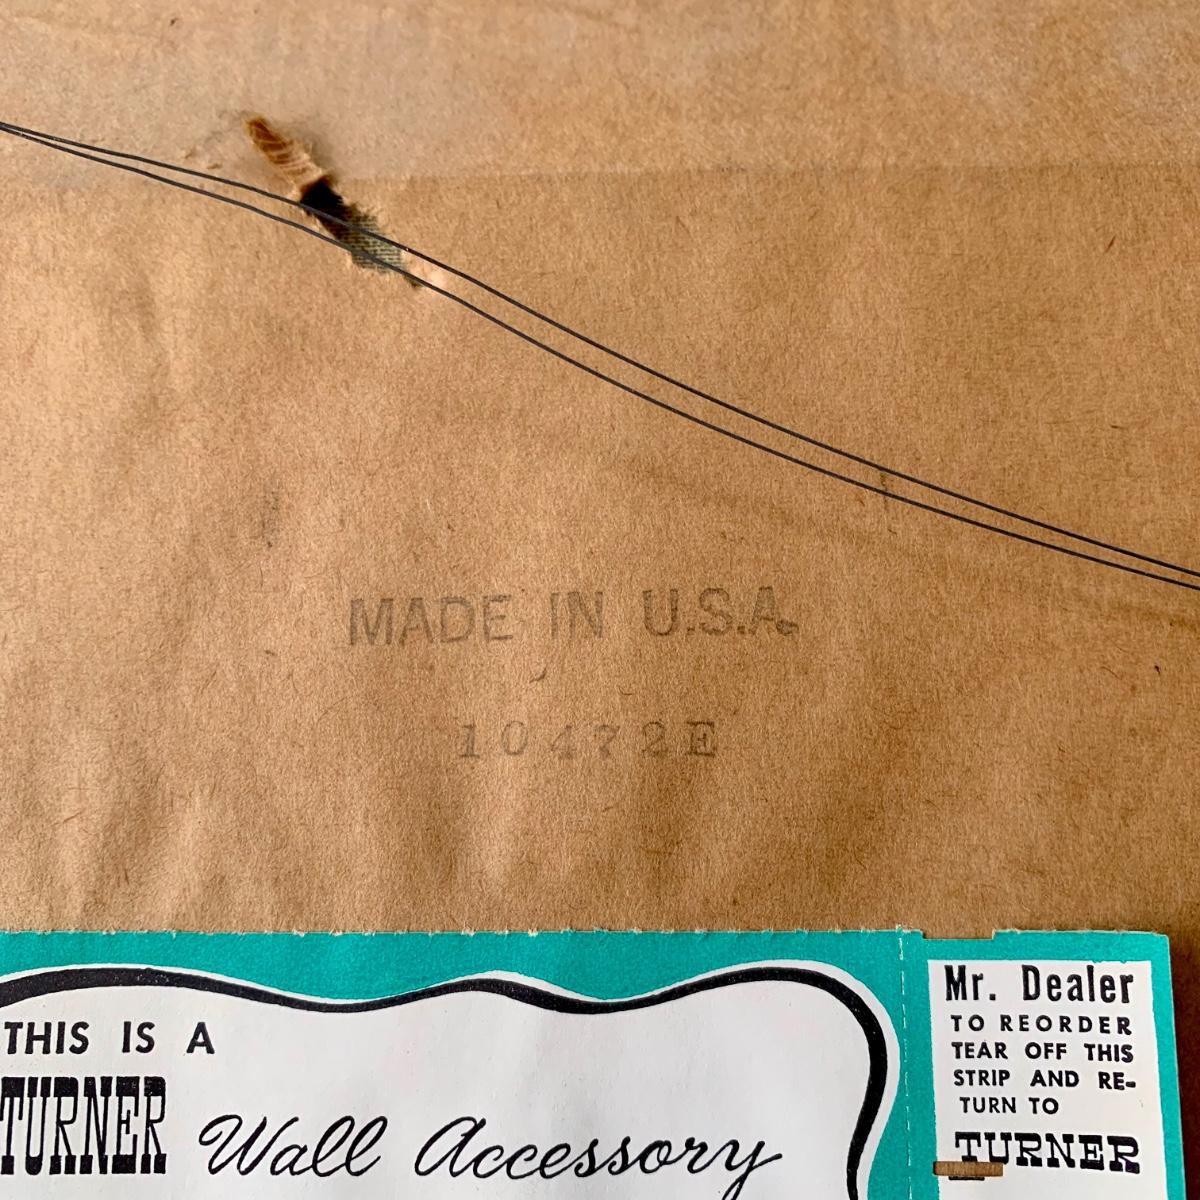 MADE IN U.S.A.
10472E
THIS IS A
TURNER Wall Accessory
Mr. Dealer
TO REORDER
TEAR OFF THIS
STRIP AND RE-
TURN TO
TURNER